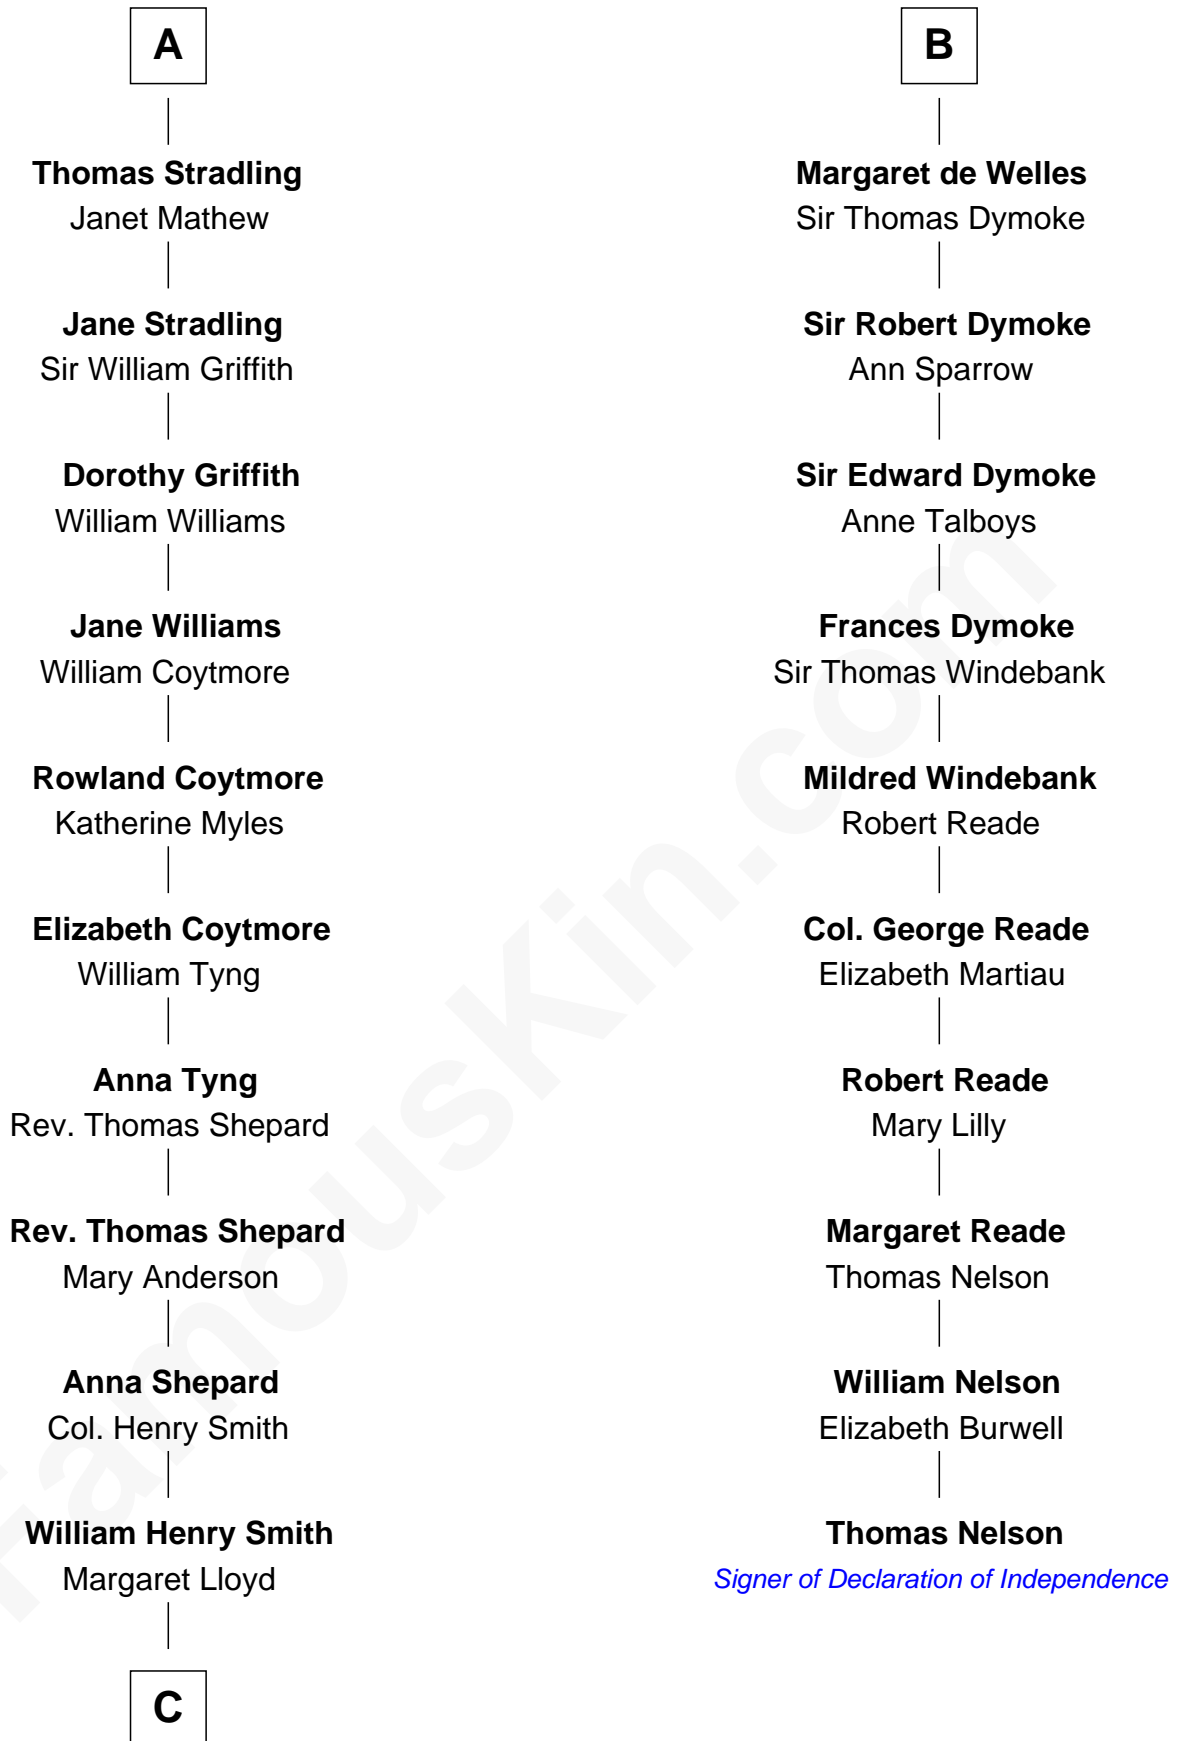 A
Thomas Stradling
Janet Mathew
Jane Stradling
Sir William Griffith
Dorothy Griffith
William Williams
Jane Williams
William Coytmore
Rowland Coytmore
Katherine Myles
Elizabeth Coytmore
William Tyng
Anna Tyng
Rev. Thomas Shepard
Rev. Thomas Shepard
Mary Anderson
Anna Shepard
Col. Henry Smith
William Henry Smith
Margaret Lloyd
C
B
Margaret de Welles
Sir Thomas Dymoke
Sir Robert Dymoke
Ann Sparrow
Sir Edward Dymoke
Anne Talboys
Frances Dymoke
Sir Thomas Windebank
Mildred Windebank
Robert Reade
Col. George Reade
Elizabeth Martiau
Robert Reade
Mary Lilly
Margaret Reade
Thomas Nelson
William Nelson
Elizabeth Burwell
Thomas Nelson
Signer of Declaration of Independence
FamousKin.com